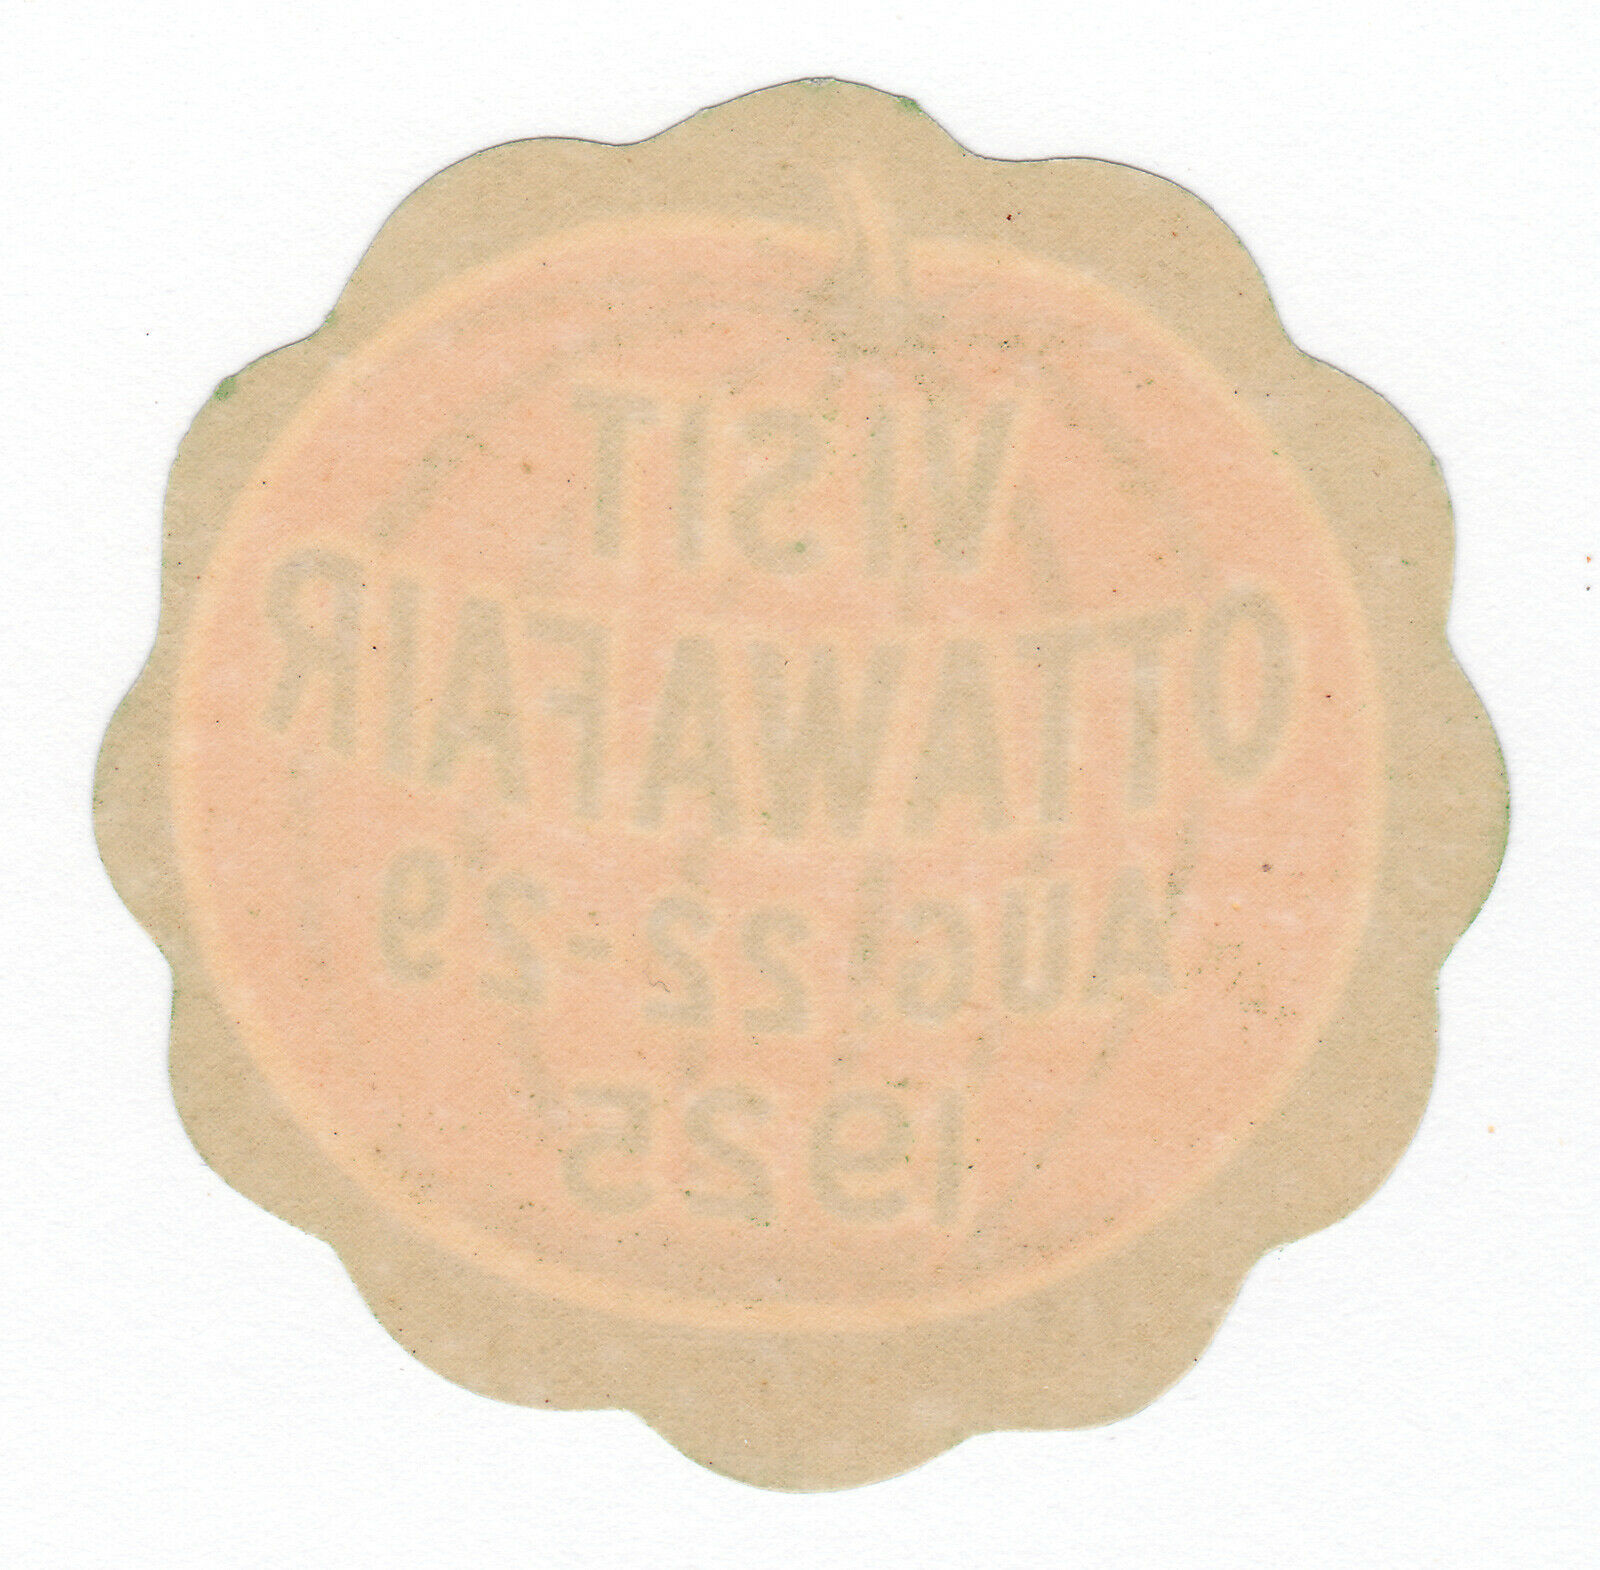 VISIT
OTTAWA FAIR
AUG. 22-29
1925